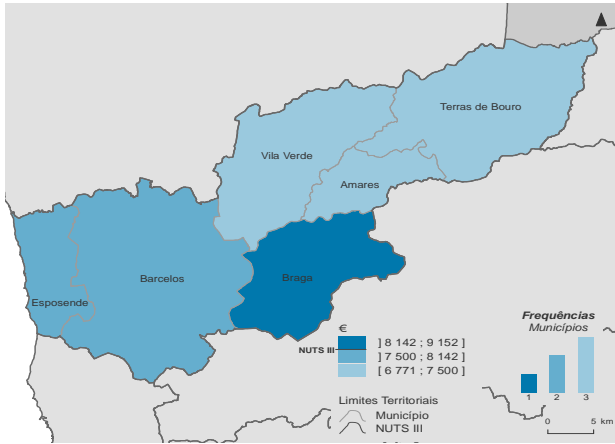 Terras de Bouro
Vila Verde
Amares
Barcelos
Braga
Esposende
€
] 8 142 ; 9 152 ]
NUTS III
] 7 500 ; 8 142 ]
[ 6 771 ; 7 500 ]
Limites Territoriais
Município
NUTS III
Frequências
Municípios
1 2 3
0 5 km